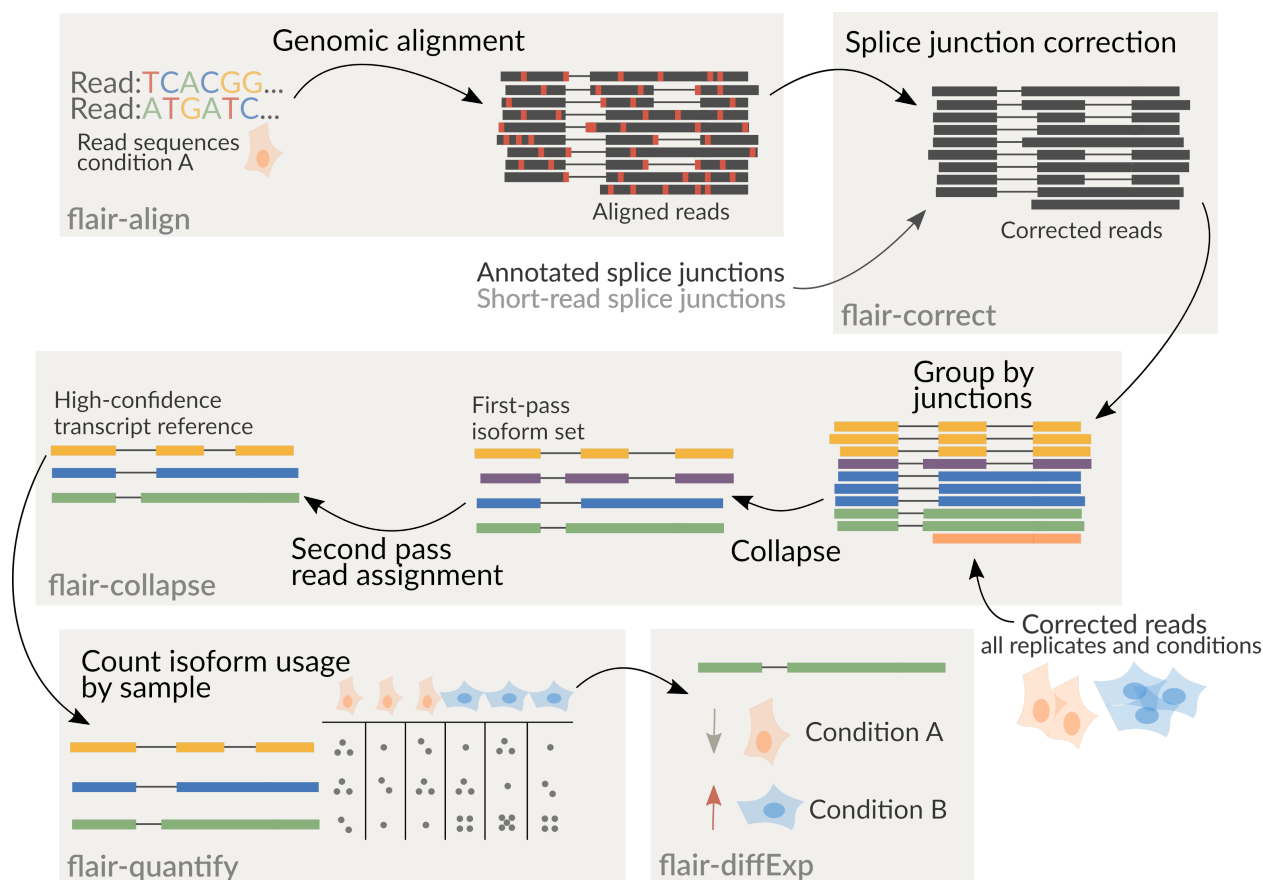 Genomic alignment
Read:TCACGG...
Read:ATGATC...
Read sequences
condition A
Aligned reads
flair-align
Splice junction correction
Corrected reads
Annotated splice junctions
Short-read splice junctions
flair-correct
Group by
junctions
High-confidence
transcript reference
First-pass
isoform set
Collapse
Second pass
read assignment
flair-collapse
Corrected reads
all replicates and conditions
Count isoform usage
by sample
flair-quantify
Condition A
Condition B
flair-diffExp